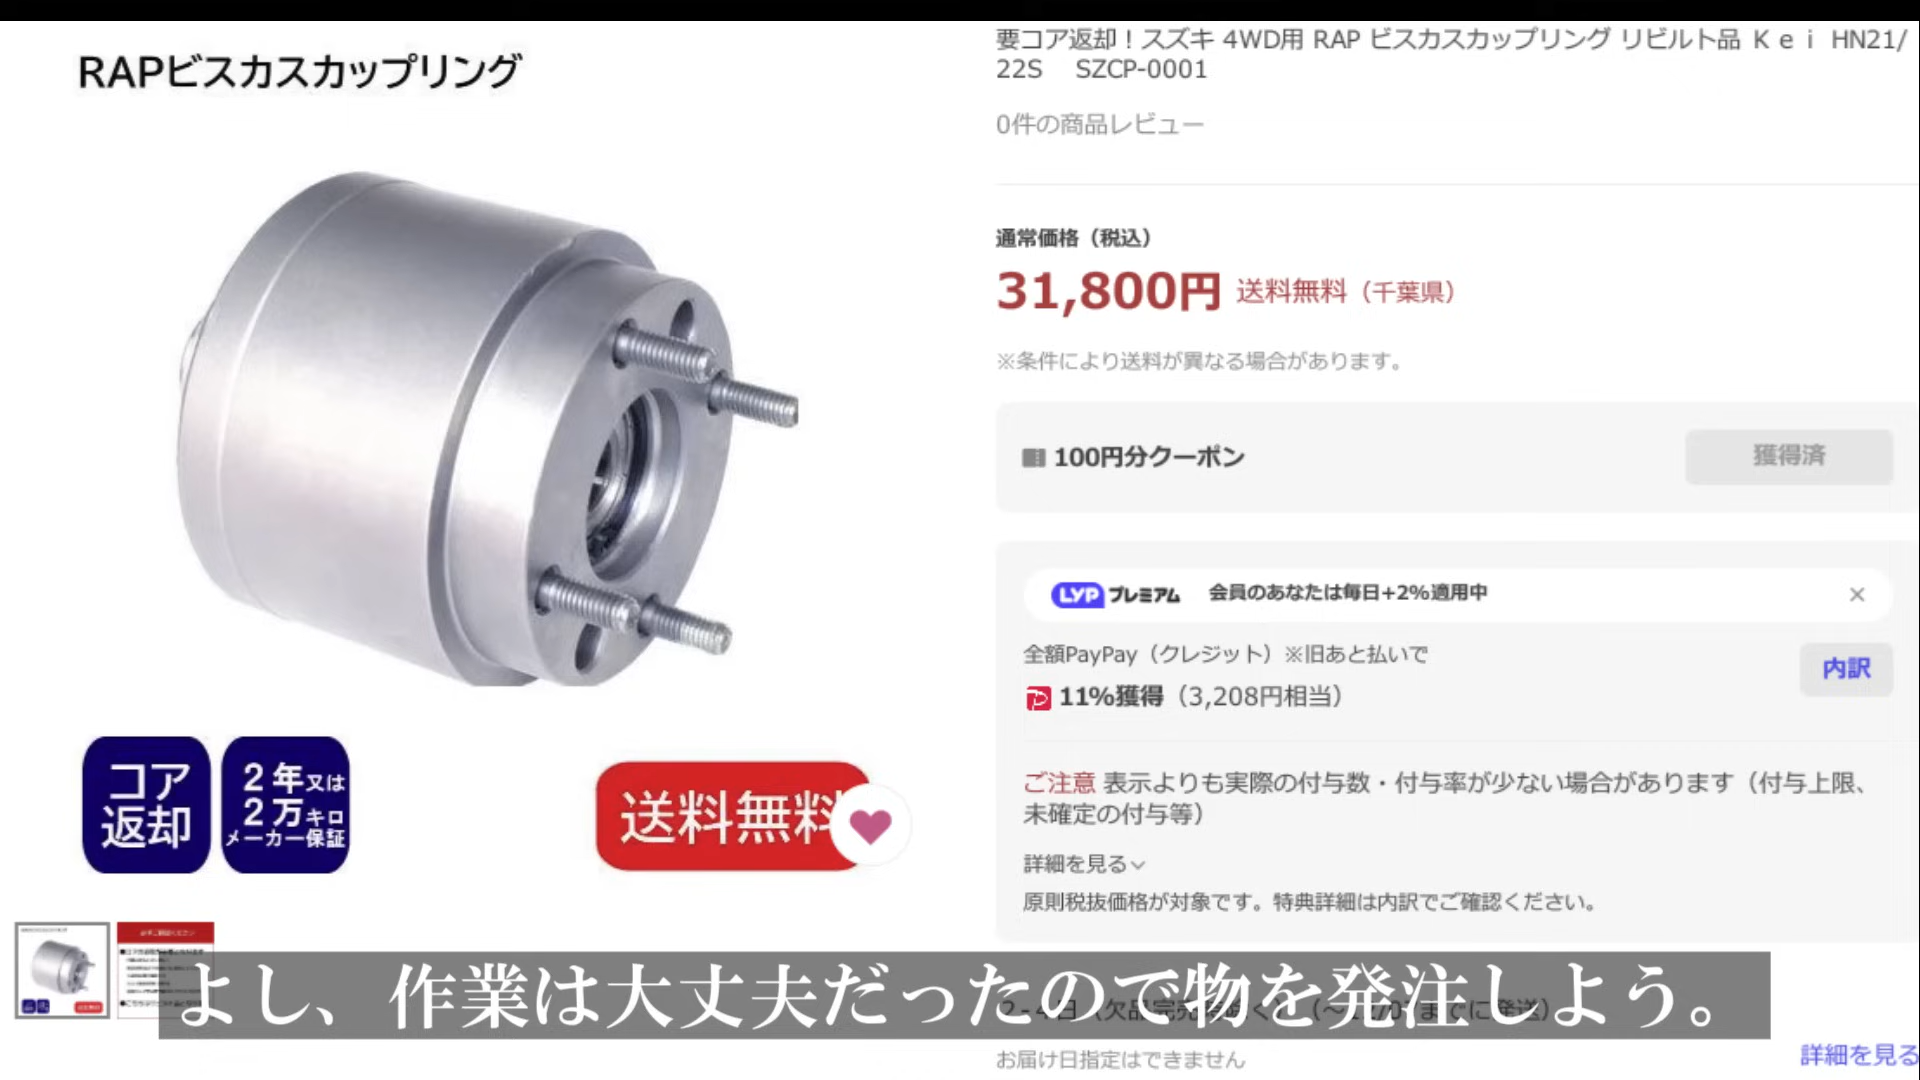 RAPビスカスカップリング
要コア返却！スズキ 4WD用 RAP ビスカスカップリング リビルト品 Ｋｅｉ HN21/
22S　SZCP-0001
0件の商品レビュー
通常価格（税込）
31,800円 送料無料（千葉県）
※条件により送料が異なる場合があります。
100円分クーポン
獲得済
LYPプレミアム 会員のあなたは毎日+2%適用中
全額PayPay（クレジット）※旧あと払いで
11%獲得（3,208円相当）
内訳
ご注意 表示よりも実際の付与数・付与率が少ない場合があります（付与上限、
未確定の付与等）
詳細を見る
原則税抜価格が対象です。特典詳細は内訳でご確認ください。
コア
返却
２年又は
２万キロ
メーカー保証
送料無料
よし、作業は大丈夫だったので物を発注しよう。
お届け日指定はできません
詳細を見る